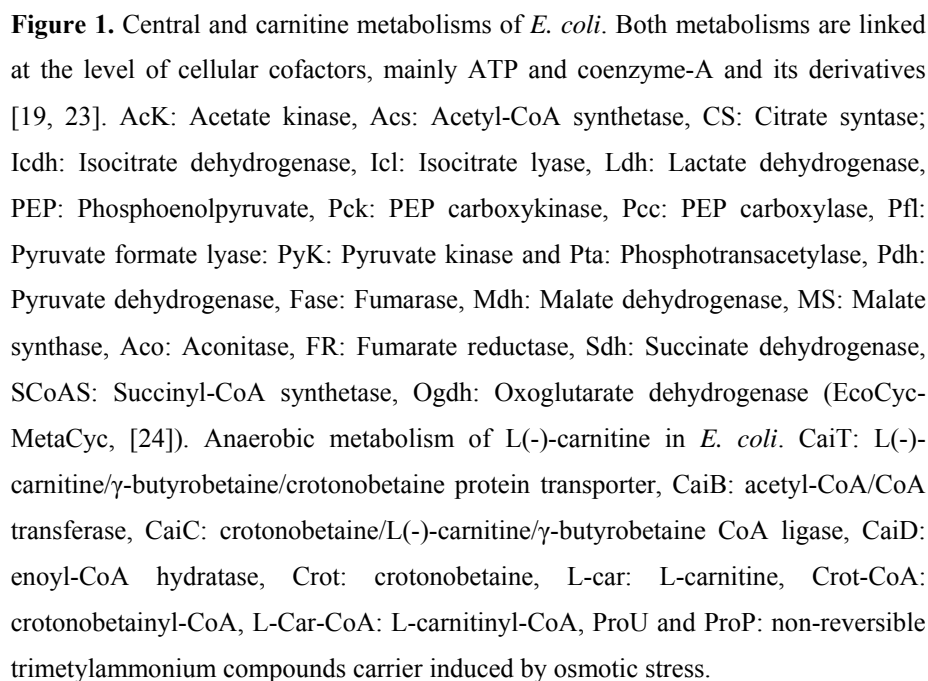 Figure 1. Central and carnitine metabolisms of E. coli. Both metabolisms are linked
at the level of cellular cofactors, mainly ATP and coenzyme-A and its derivatives
[19, 23]. AcK: Acetate kinase, Acs: Acetyl-CoA synthetase, CS: Citrate syntase;
Icdh: Isocitrate dehydrogenase, Icl: Isocitrate lyase, Ldh: Lactate dehydrogenase,
PEP: Phosphoenolpyruvate, Pck: PEP carboxykinase, Pcc: PEP carboxylase, Pfl:
Pyruvate formate lyase: PyK: Pyruvate kinase and Pta: Phosphotransacetylase, Pdh:
Pyruvate dehydrogenase, Fase: Fumarase, Mdh: Malate dehydrogenase, MS: Malate
synthase, Aco: Aconitase, FR: Fumarate reductase, Sdh: Succinate dehydrogenase,
SCoAS: Succinyl-CoA synthetase, Ogdh: Oxoglutarate dehydrogenase (EcoCyc-
MetaCyc, [24]). Anaerobic metabolism of L(-)-carnitine in E. coli. CaiT: L(-)-
carnitine/γ-butyrobetaine/crotonobetaine protein transporter, CaiB: acetyl-CoA/CoA
transferase, CaiC: crotonobetaine/L(-)-carnitine/γ-butyrobetaine CoA ligase, CaiD:
enoyl-CoA hydratase, Crot: crotonobetaine, L-car: L-carnitine, Crot-CoA:
crotonobetainyl-CoA, L-Car-CoA: L-carnitinyl-CoA, ProU and ProP: non-reversible
trimetylammonium compounds carrier induced by osmotic stress.